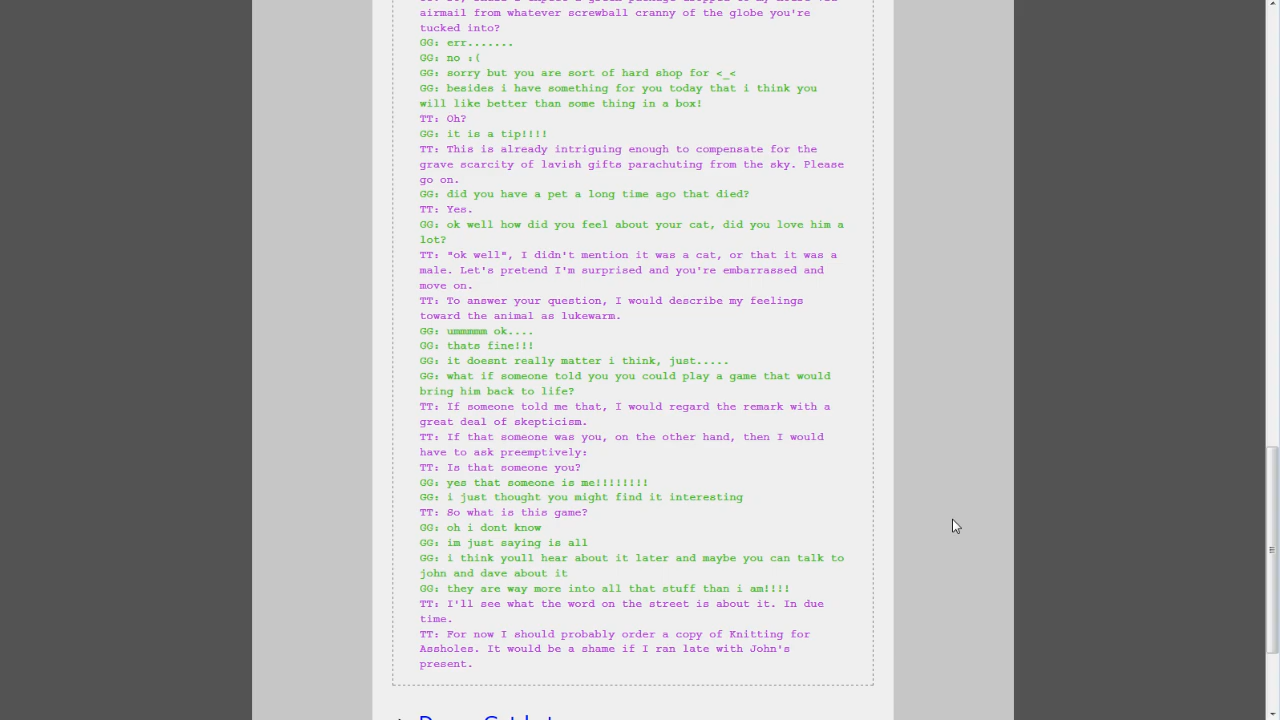 airmail from whatever screwball cranny of the globe you're
tucked into?
GG: err.......
GG: no :(
GG: sorry but you are sort of hard shop for <_<
GG: besides i have something for you today that i think you
will like better than some thing in a box!
TT: Oh?
GG: it is a tip!!!!
TT: This is already intriguing enough to compensate for the
grave scarcity of lavish gifts parachuting from the sky. Please
go on.
GG: did you have a pet a long time ago that died?
TT: Yes.
GG: ok well how did you feel about your cat, did you love him a
lot?
TT: "ok well", I didn't mention it was a cat, or that it was a
male. Let's pretend I'm surprised and you're embarrassed and
move on.
TT: To answer your question, I would describe my feelings
toward the animal as lukewarm.
GG: ummmmm ok....
GG: thats fine!!!
GG: it doesnt really matter i think, just.....
GG: what if someone told you you could play a game that would
bring him back to life?
TT: If someone told me that, I would regard the remark with a
great deal of skepticism.
TT: If that someone was you, on the other hand, then I would
have to ask preemptively:
TT: Is that someone you?
GG: yes that someone is me!!!!!!!!
GG: i just thought you might find it interesting
TT: So what is this game?
GG: oh i dont know
GG: im just saying is all
GG: i think youll hear about it later and maybe you can talk to
john and dave about it
GG: they are way more into all that stuff than i am!!!!
TT: I'll see what the word on the street is about it. In due
time.
TT: For now I should probably order a copy of Knitting for
Assholes. It would be a shame if I ran late with John's
present.